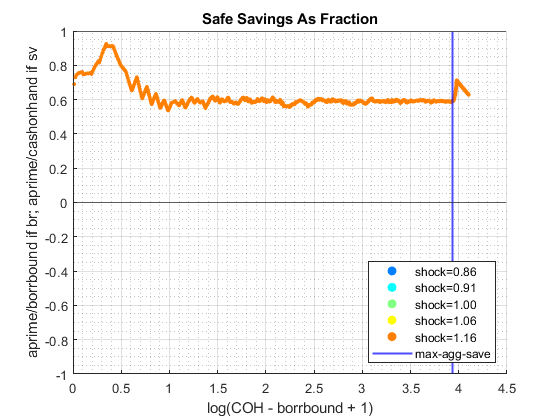 Safe Savings As Fraction
aprime/borrbound if br; aprime/cashonhand if sv
1
0.8
0.6
0.4
0.2
0
-0.2
-0.4
-0.6
-0.8
-1
shock=0.86
shock=0.91
shock=1.00
shock=1.06
shock=1.16
max-agg-save
0 0.5 1 1.5 2 2.5 3 3.5 4 4.5
log(COH - borrbound + 1)